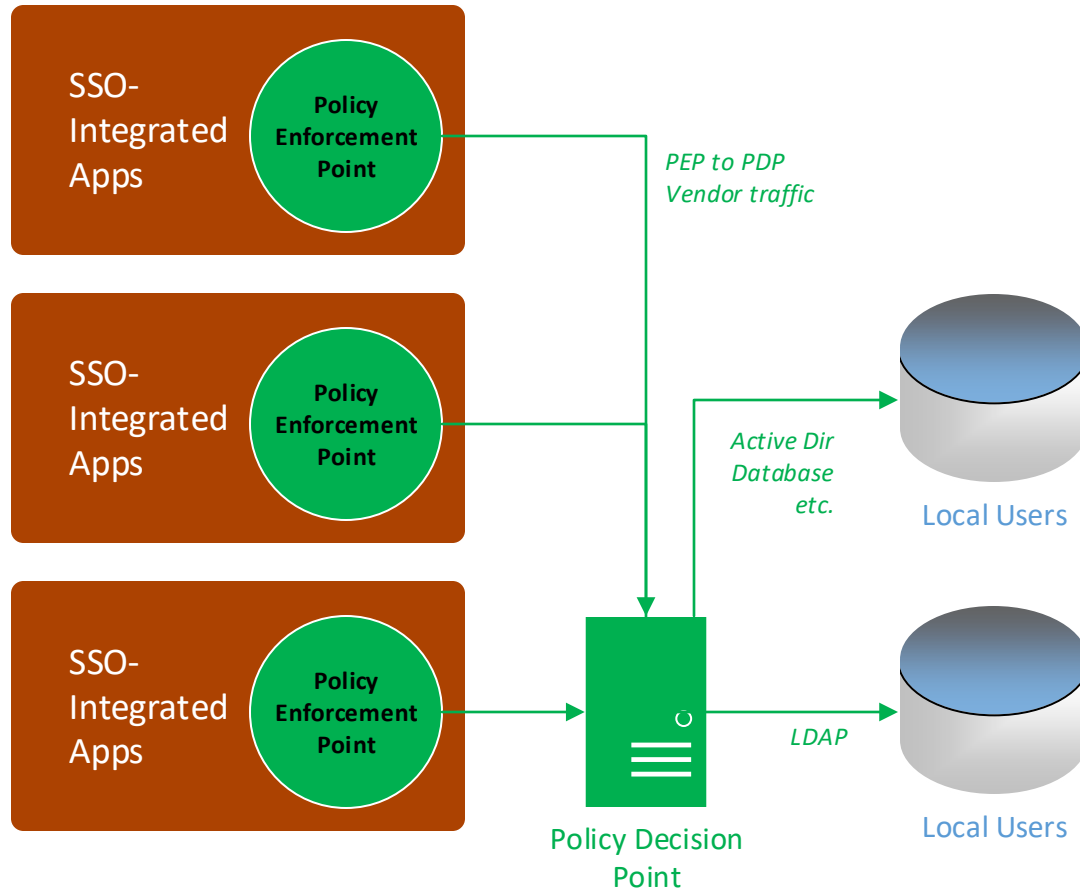 SSO-
Integrated
Apps
Policy
Enforcement
Point
PEP to PDP
Vendor traffic
SSO-
Integrated
Apps
Policy
Enforcement
Point
Active Dir
Database
etc.
Local Users
SSO-
Integrated
Apps
Policy
Enforcement
Point
LDAP
Local Users
Policy Decision
Point